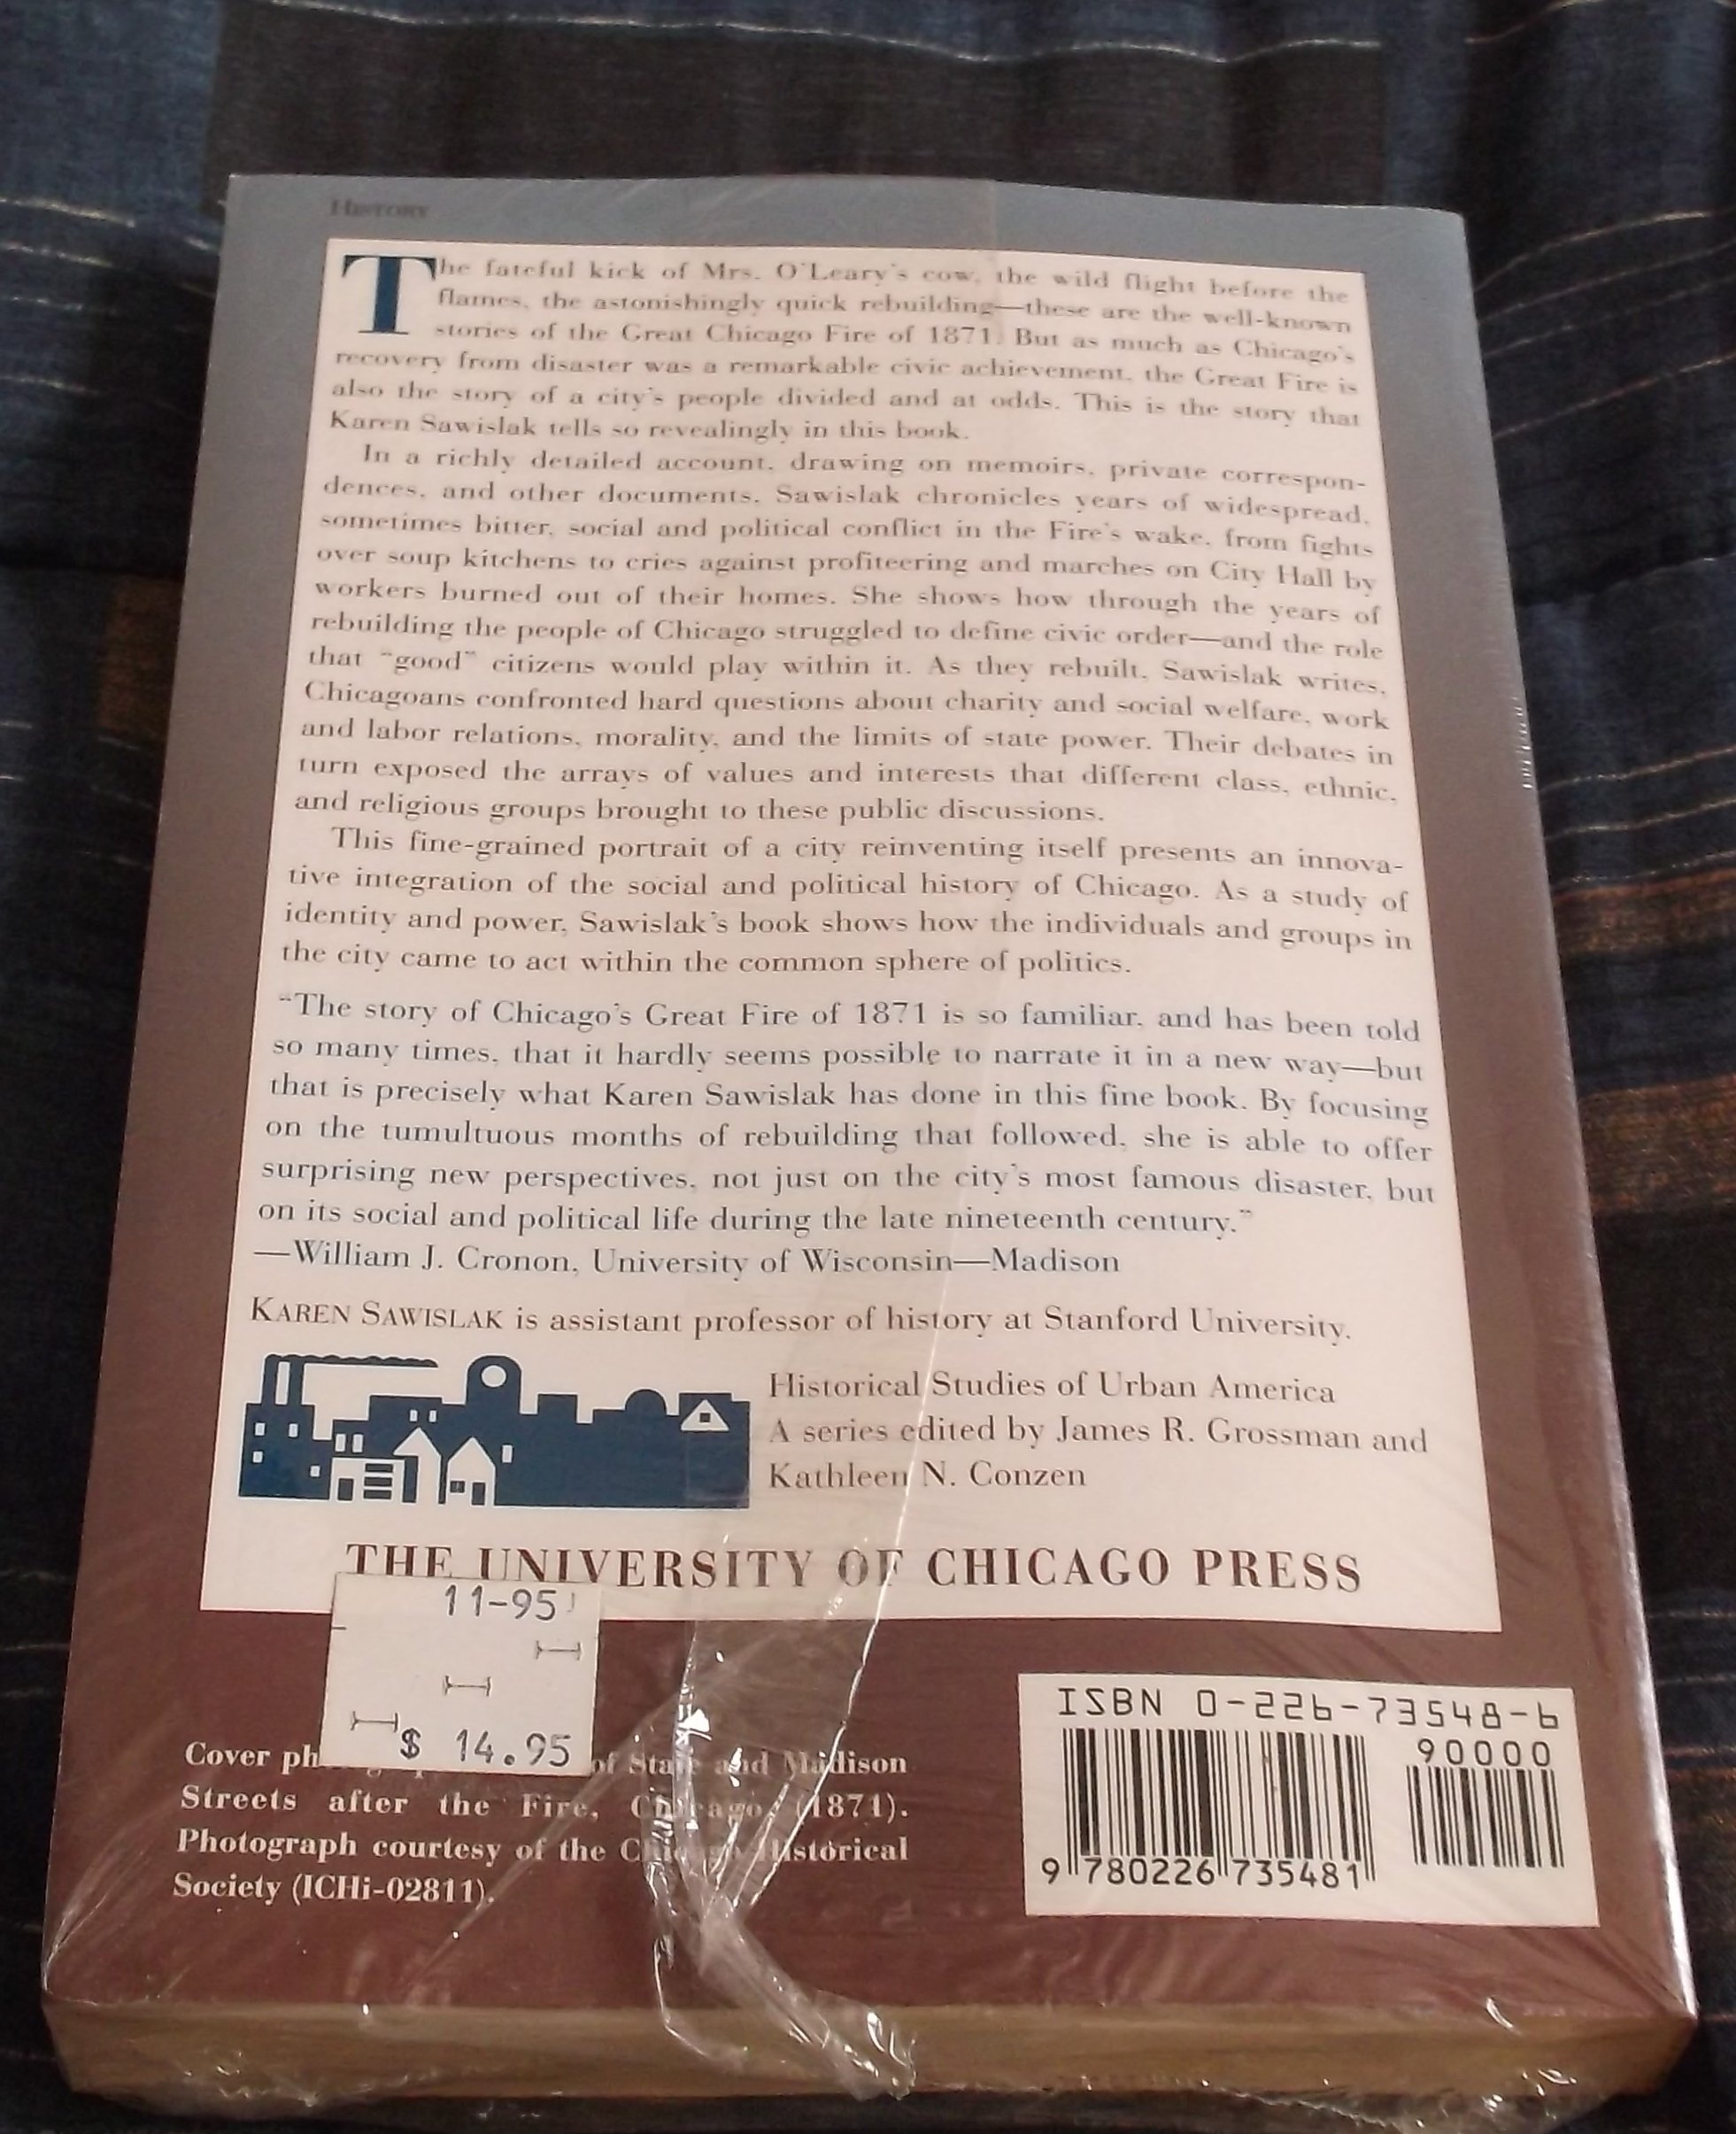 HISTORY
The fateful kick of Mrs. O'Leary's cow, the wild flight before the
flames, the astonishingly quick rebuilding—these are the well-known
stories of the Great Chicago Fire of 1871. But as much as Chicago's
recovery from disaster was a remarkable civic achievement, the Great Fire is
also the story of a city's people divided and at odds. This is the story that
Karen Sawislak tells so revealingly in this book.
In a richly detailed account, drawing on memoirs, private correspon-
dences, and other documents, Sawislak chronicles years of widespread,
sometimes bitter, social and political conflict in the Fire's wake, from fights
over soup kitchens to cries against profiteering and marches on City Hall by
workers burned out of their homes. She shows how through the years of
rebuilding the people of Chicago struggled to define civic order—and the role
that "good" citizens would play within it. As they rebuilt, Sawislak writes,
Chicagoans confronted hard questions about charity and social welfare, work
and labor relations, morality, and the limits of state power. Their debates in
turn exposed the arrays of values and interests that different class, ethnic,
and religious groups brought to these public discussions.
This fine-grained portrait of a city reinventing itself presents an innova-
tive integration of the social and political history of Chicago. As a study of
identity and power, Sawislak's book shows how the individuals and groups in
the city came to act within the common sphere of politics.
"The story of Chicago's Great Fire of 1871 is so familiar, and has been told
so many times, that it hardly seems possible to narrate it in a new way—but
that is precisely what Karen Sawislak has done in this fine book. By focusing
on the tumultuous months of rebuilding that followed, she is able to offer
surprising new perspectives, not just on the city's most famous disaster, but
on its social and political life during the late nineteenth century."
—William J. Cronon, University of Wisconsin—Madison
KAREN SAWISLAK is assistant professor of history at Stanford University.
Historical Studies of Urban America
A series edited by James R. Grossman and
Kathleen N. Conzen
THE UNIVERSITY OF CHICAGO PRESS
11-95
$ 14.95
Cover of State and Madison
Streets after the Fire, Chicago, (1871).
Photograph courtesy of the Chicago Historical
Society (ICHi-02811).
ISBN 0-226-73548-6
90000
9 780226 735481